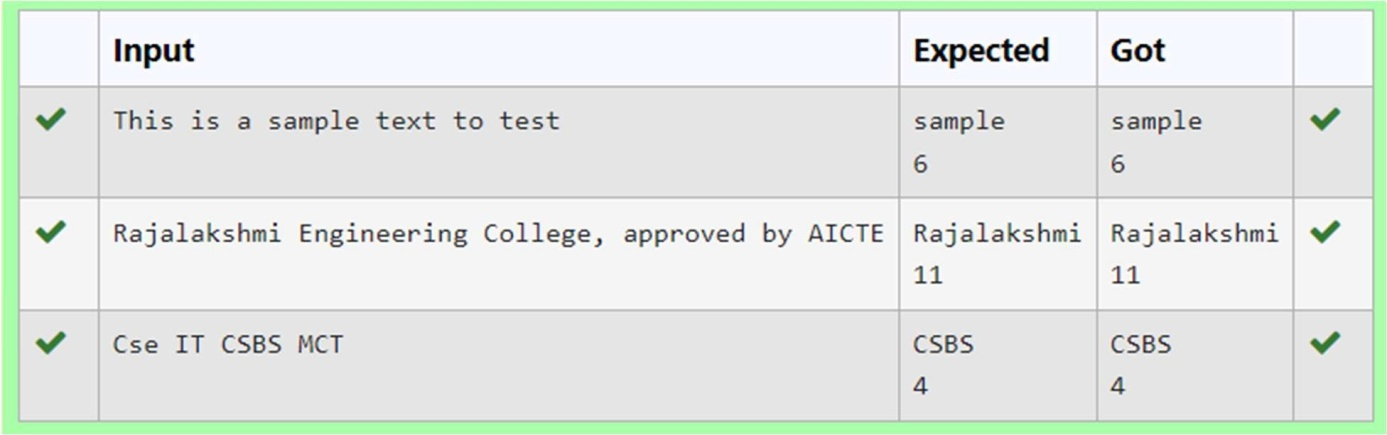 Input Expected Got
This is a sample text to test sample sample
6 6
Rajalakshmi Engineering College, approved by AICTE Rajalakshmi Rajalakshmi
11 11
Cse IT CSBS MCT CSBS CSBS
4 4